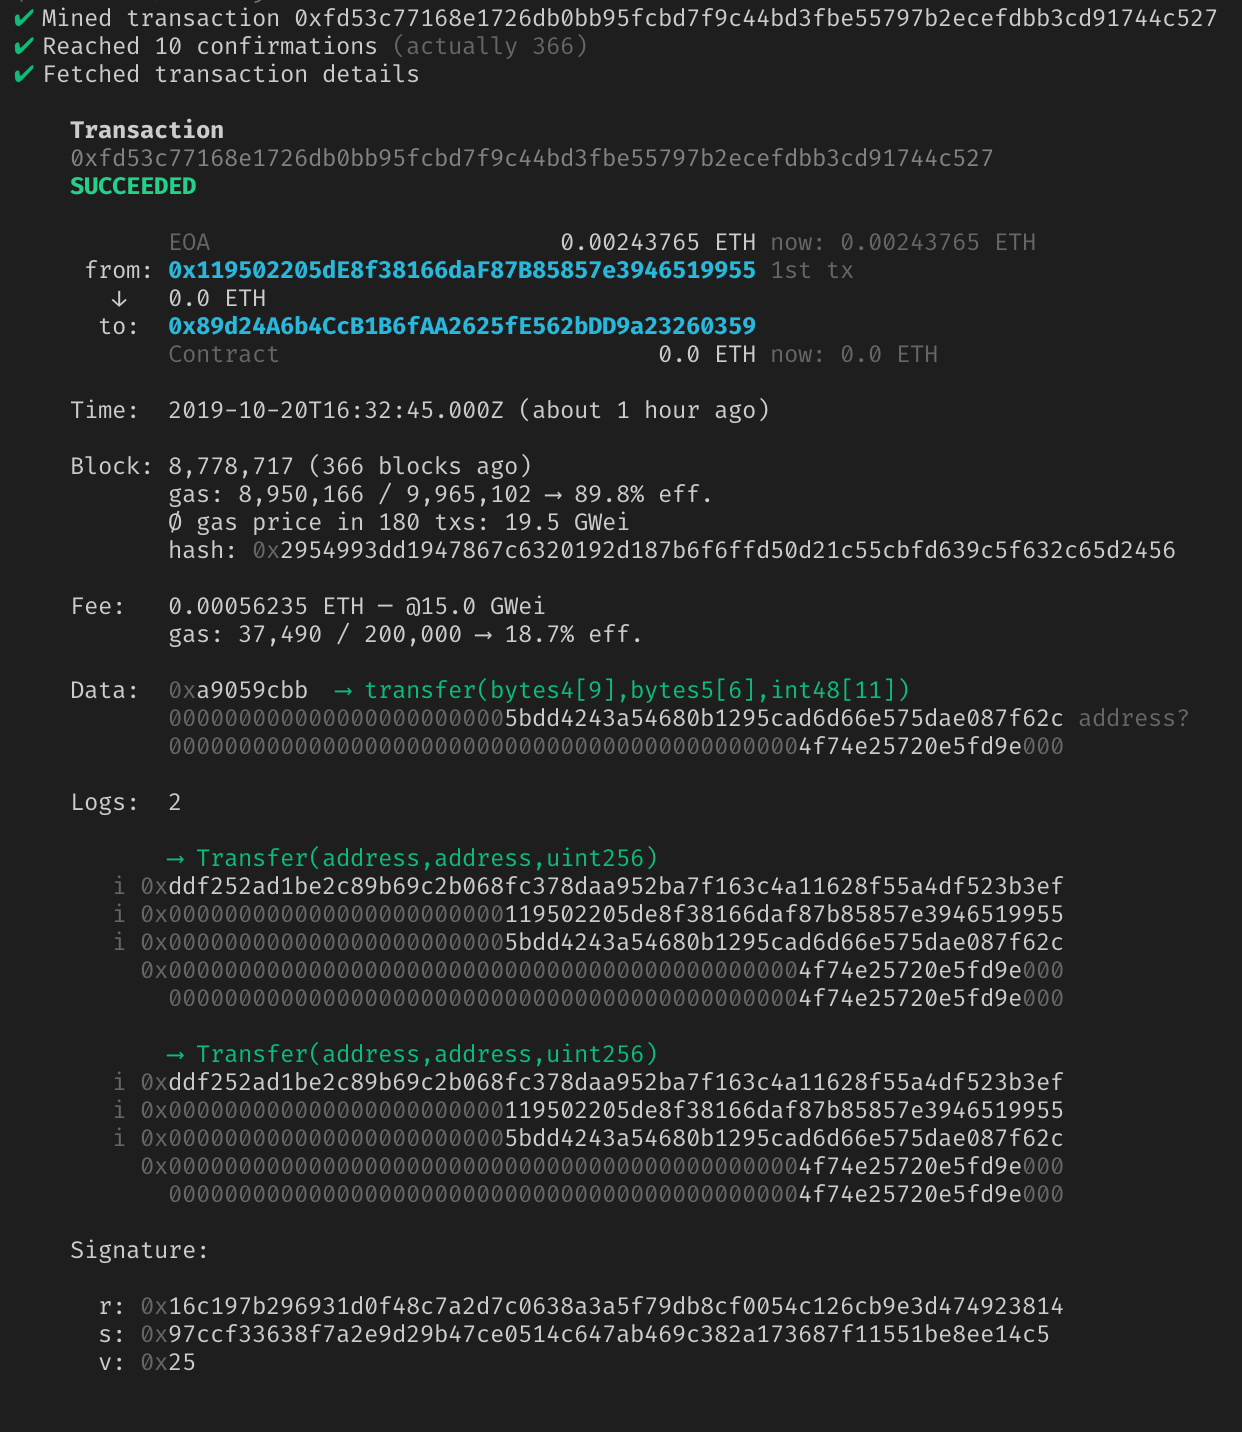 ✔ Mined transaction 0xfd53c77168e1726db0bb95fcbd7f9c44bd3fbe55797b2ecefdbb3cd91744c527
✔ Reached 10 confirmations (actually 366)
✔ Fetched transaction details
Transaction
0xfd53c77168e1726db0bb95fcbd7f9c44bd3fbe55797b2ecefdbb3cd91744c527
SUCCEEDED
EOA 0.00243765 ETH now: 0.00243765 ETH
from: 0x119502205dE8f38166daF87B85857e3946519955 1st tx
↓ 0.0 ETH
to: 0x89d24A6b4CcB1B6fAA2625fE562bDD9a23260359
Contract 0.0 ETH now: 0.0 ETH
Time: 2019-10-20T16:32:45.000Z (about 1 hour ago)
Block: 8,778,717 (366 blocks ago)
gas: 8,950,166 / 9,965,102 → 89.8% eff.
Ø gas price in 180 txs: 19.5 GWei
hash: 0x2954993dd1947867c6320192d187b6f6ffd50d21c55cbfd639c5f632c65d2456
Fee: 0.00056235 ETH — @15.0 GWei
gas: 37,490 / 200,000 → 18.7% eff.
Data: 0xa9059cbb → transfer(bytes4[9],bytes5[6],int48[11])
0000000000000000000000005bdd4243a54680b1295cad6d66e575dae087f62c address?
0000000000000000000000000000000000000000000004f74e25720e5fd9e000
Logs: 2
→ Transfer(address,address,uint256)
i 0xddf252ad1be2c89b69c2b068fc378daa952ba7f163c4a11628f55a4df523b3ef
i 0x000000000000000000000000119502205de8f38166daf87b85857e3946519955
i 0x0000000000000000000000005bdd4243a54680b1295cad6d66e575dae087f62c
0x0000000000000000000000000000000000000000000004f74e25720e5fd9e000
0000000000000000000000000000000000000000000004f74e25720e5fd9e000
→ Transfer(address,address,uint256)
i 0xddf252ad1be2c89b69c2b068fc378daa952ba7f163c4a11628f55a4df523b3ef
i 0x000000000000000000000000119502205de8f38166daf87b85857e3946519955
i 0x0000000000000000000000005bdd4243a54680b1295cad6d66e575dae087f62c
0x0000000000000000000000000000000000000000000004f74e25720e5fd9e000
0000000000000000000000000000000000000000000004f74e25720e5fd9e000
Signature:
r: 0x16c197b296931d0f48c7a2d7c0638a3a5f79db8cf0054c126cb9e3d474923814
s: 0x97ccf33638f7a2e9d29b47ce0514c647ab469c382a173687f11551be8ee14c5
v: 0x25